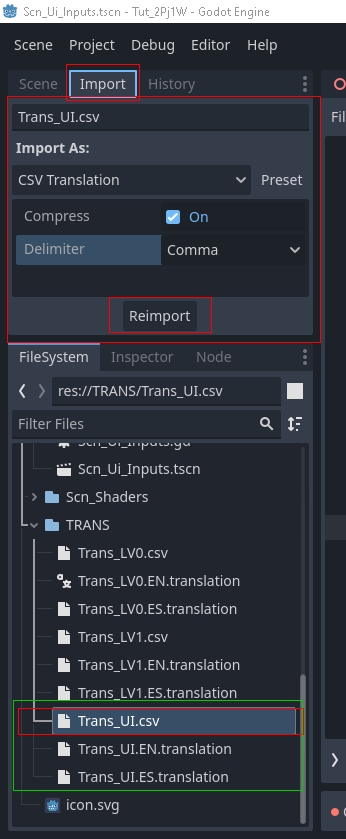 Scn_Ui_Inputs.tscn - Tut_2Pj1W - Godot Engine
Scene Project Debug Editor Help
Scene Import History
Trans_UI.csv
Fil
Import As:
CSV Translation Preset
Compress On
Delimiter Comma
Reimport
FileSystem Inspector Node
res://TRANS/Trans_UI.csv
Filter Files
Scn_Ui_Inputs.gd
Scn_Ui_Inputs.tscn
Scn_Shaders
TRANS
Trans_LV0.csv
Trans_LV0.EN.translation
Trans_LV0.ES.translation
Trans_LV1.csv
Trans_LV1.EN.translation
Trans_LV1.ES.translation
Trans_UI.csv
Trans_UI.EN.translation
Trans_UI.ES.translation
icon.svg